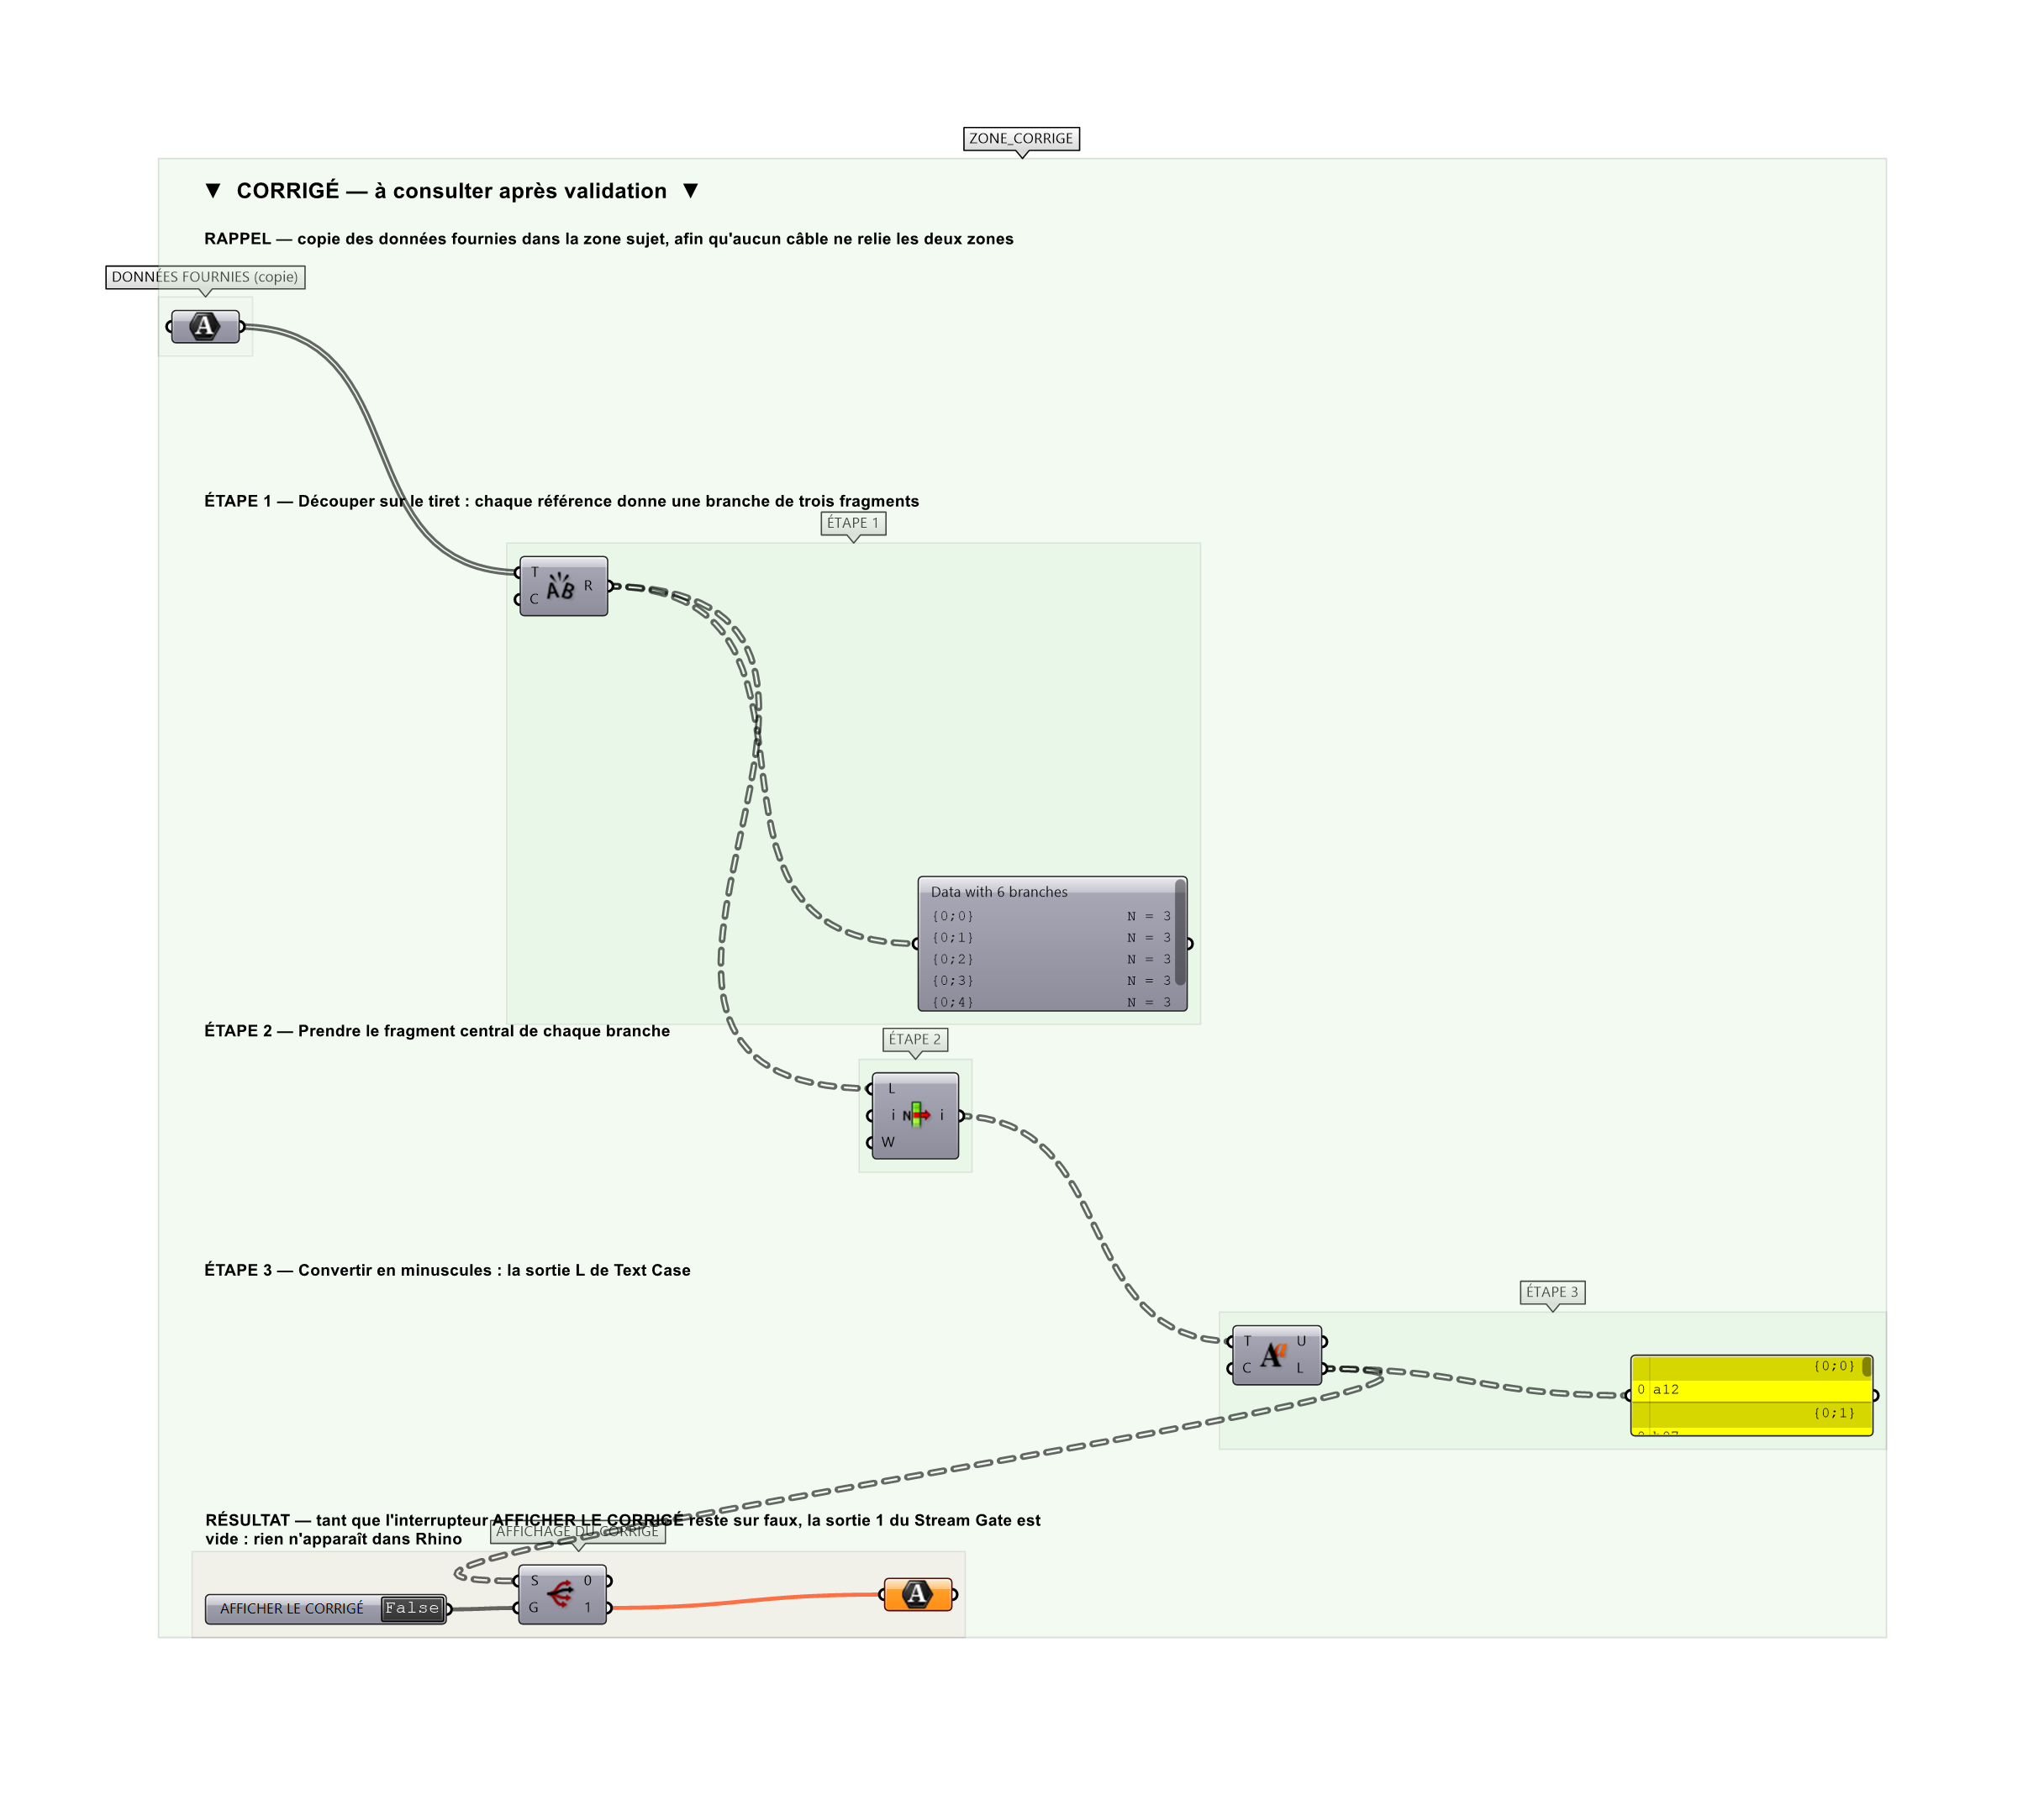 ZONE_CORRIGE
▼ CORRIGÉ — à consulter après validation ▼
RAPPEL — copie des données fournies dans la zone sujet, afin qu'aucun câble ne relie les deux zones
DONNÉES FOURNIES (copie)
A
ÉTAPE 1 — Découper sur le tiret : chaque référence donne une branche de trois fragments
ÉTAPE 1
T
C
AB
R
Data with 6 branches
{0;0} N = 3
{0;1} N = 3
{0;2} N = 3
{0;3} N = 3
{0;4} N = 3
ÉTAPE 2 — Prendre le fragment central de chaque branche
ÉTAPE 2
L
i N i
W
ÉTAPE 3 — Convertir en minuscules : la sortie L de Text Case
ÉTAPE 3
T U
Aa
C L
{0;0}
0 a12
{0;1}
RÉSULTAT — tant que l'interrupteur AFFICHER LE CORRIGÉ reste sur faux, la sortie 1 du Stream Gate est
vide : rien n'apparaît dans Rhino
AFFICHAGE DU CORRIGÉ
S 0
G 1
AFFICHER LE CORRIGÉ False
A